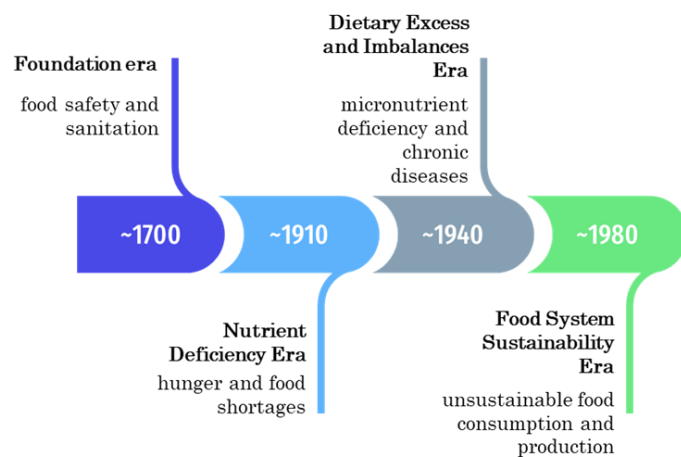 Foundation era
food safety and
sanitation
Dietary Excess
and Imbalances
Era
micronutrient
deficiency and
chronic
diseases
~1700
~1910
~1940
~1980
Nutrient
Deficiency Era
hunger and food
shortages
Food System
Sustainability
Era
unsustainable food
consumption and
production